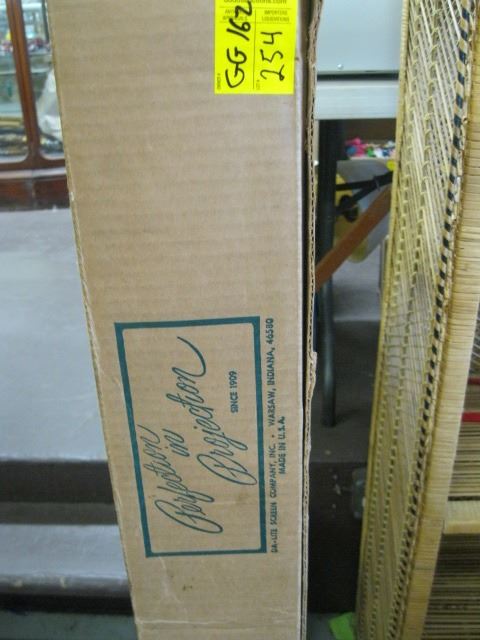 GG 162
254
Perfection
in
Projection
SINCE 1909
DA-LITE SCREEN COMPANY, INC. • WARSAW, INDIANA, 46580
MADE IN U.S.A.